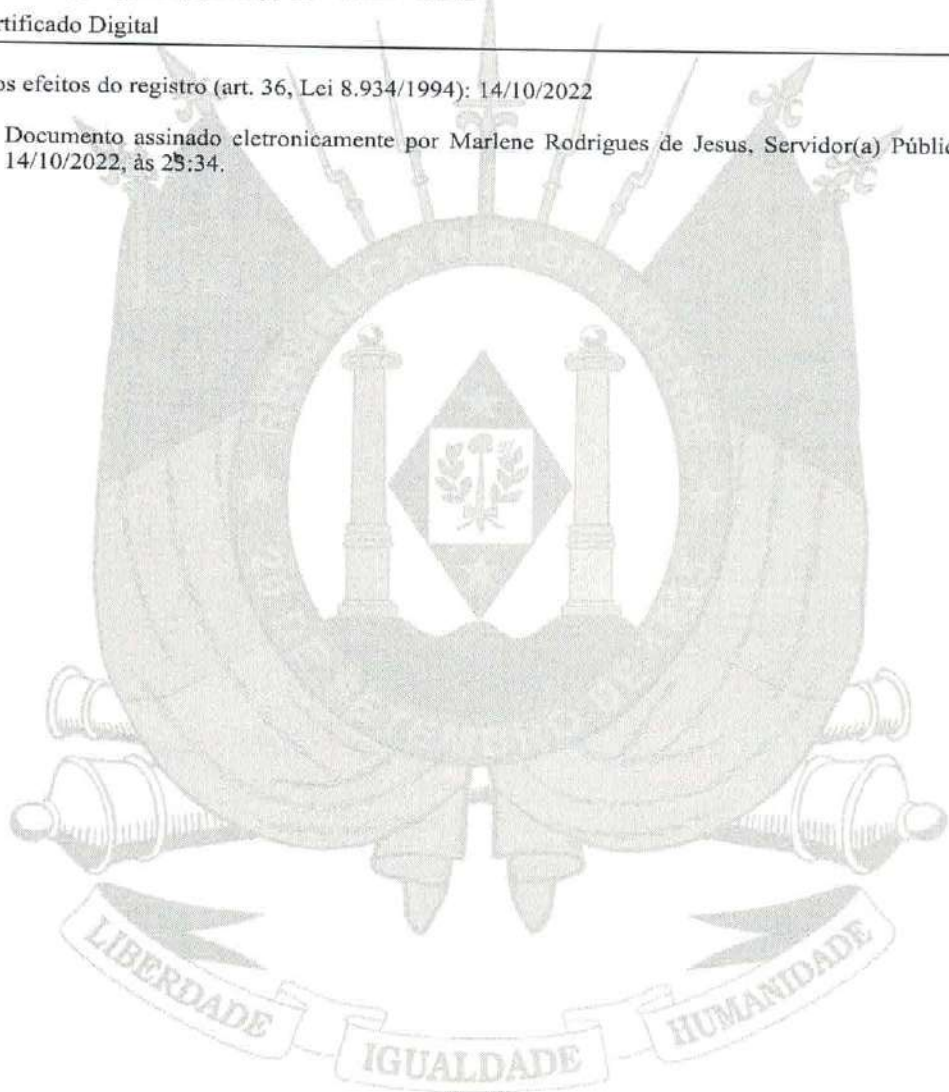 rtificado Digital
os efeitos do registro (art. 36, Lei 8.934/1994): 14/10/2022
Documento assinado eletronicamente por Marlene Rodrigues de Jesus, Servidor(a) Públic
14/10/2022, às 23:34.
LIBERDADE
IGUALDADE
HUMANIDADE